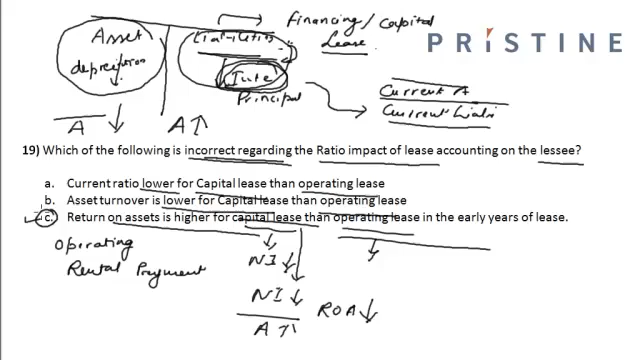 Financing/Capital
Lease
Asset
Liabilities
depreciation
Inte
Principal
Current A
Current Liabi
A
A
PRISTINE
19) Which of the following is incorrect regarding the Ratio impact of lease accounting on the lessee?
a. Current ratio lower for Capital lease than operating lease
b. Asset turnover is lower for Capital lease than operating lease
c. Return on assets is higher for capital lease than operating lease in the early years of lease.
Operating
Rental Payment
NI
NI
A
ROA